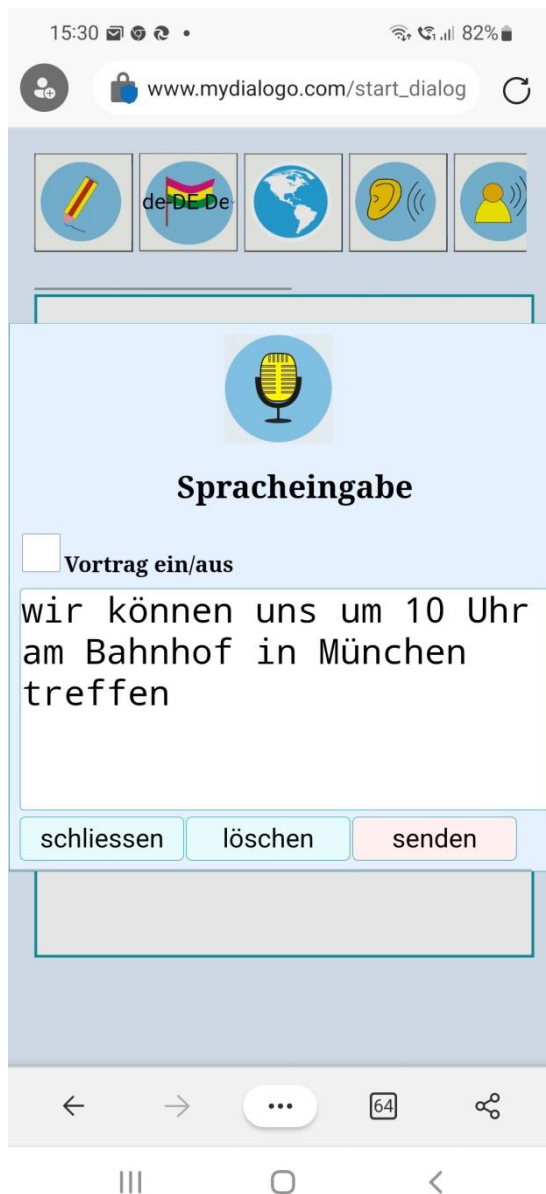 15:30 82%
www.mydialogo.com/start_dialog
de-DE De
Spracheingabe
Vortrag ein/aus
wir können uns um 10 Uhr
am Bahnhof in München
treffen
schliessen löschen senden
64